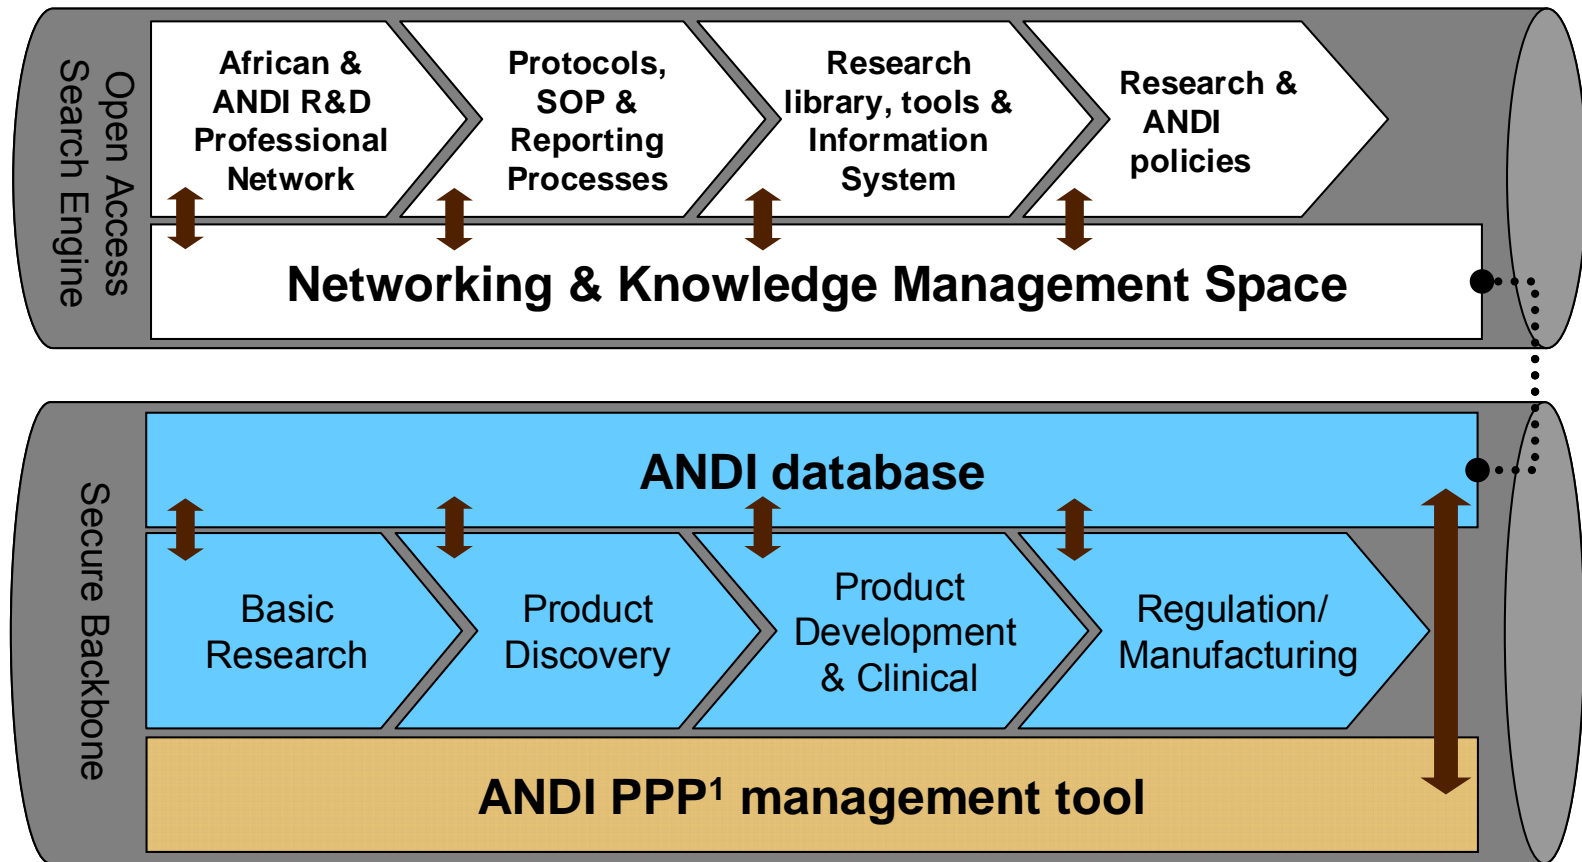 Open Access
Search Engine
African &
ANDI R&D
Professional
Network
Protocols,
SOP &
Reporting
Processes
Research
library, tools &
Information
System
Research &
ANDI
policies
Networking & Knowledge Management Space
Secure Backbone
ANDI database
Basic
Research
Product
Discovery
Product
Development
& Clinical
Regulation/
Manufacturing
ANDI PPP¹ management tool